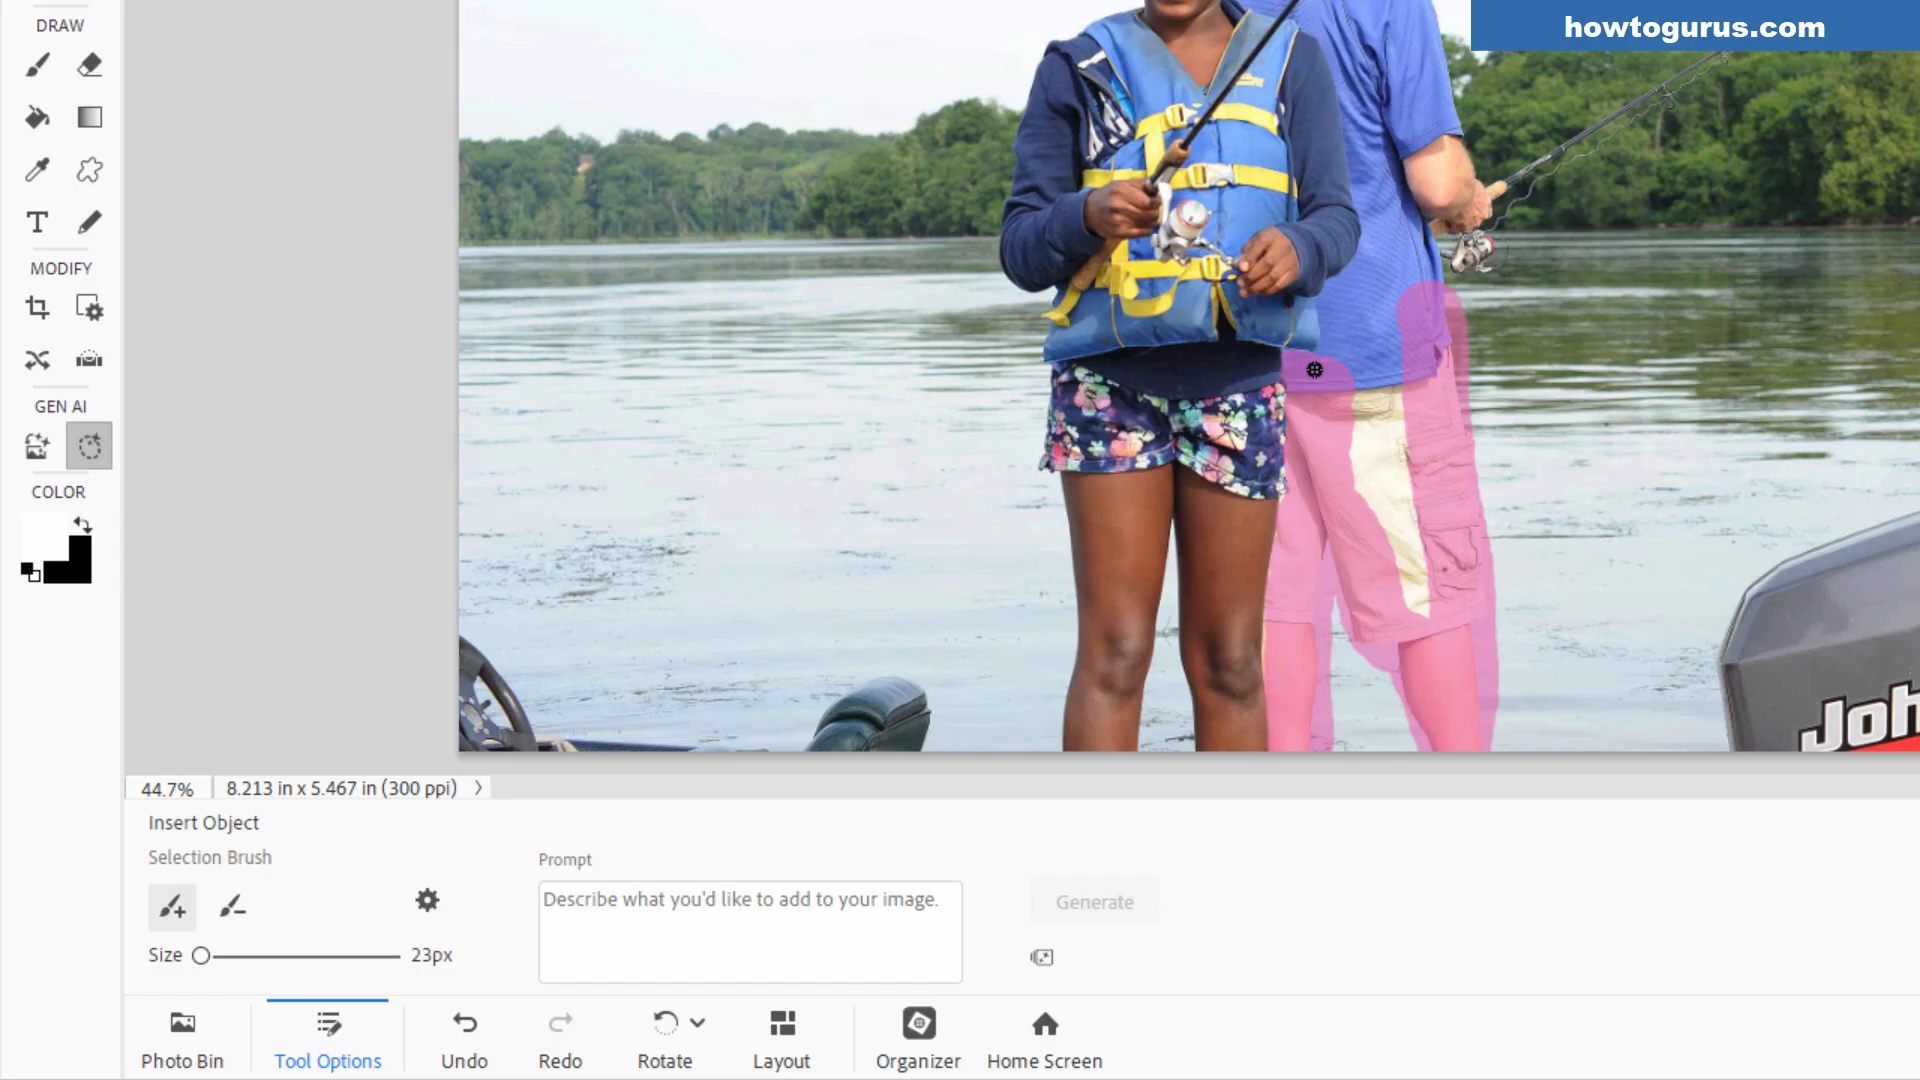 DRAW
howtogurus.com
MODIFY
GEN AI
COLOR
Joh
44.7%
8.213 in x 5.467 in (300 ppi)
Insert Object
Selection Brush
Prompt
Describe what you'd like to add to your image.
Generate
Size
23px
Photo Bin
Tool Options
Undo
Redo
Rotate
Layout
Organizer
Home Screen